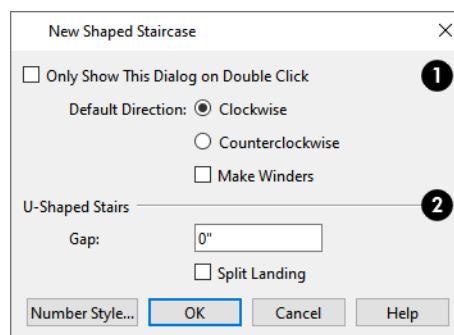 New Shaped Staircase
Only Show This Dialog on Double Click
1
Default Direction: Clockwise
Counterclockwise
Make Winders
U-Shaped Stairs
2
Gap: 0"
Split Landing
Number Style... OK Cancel Help